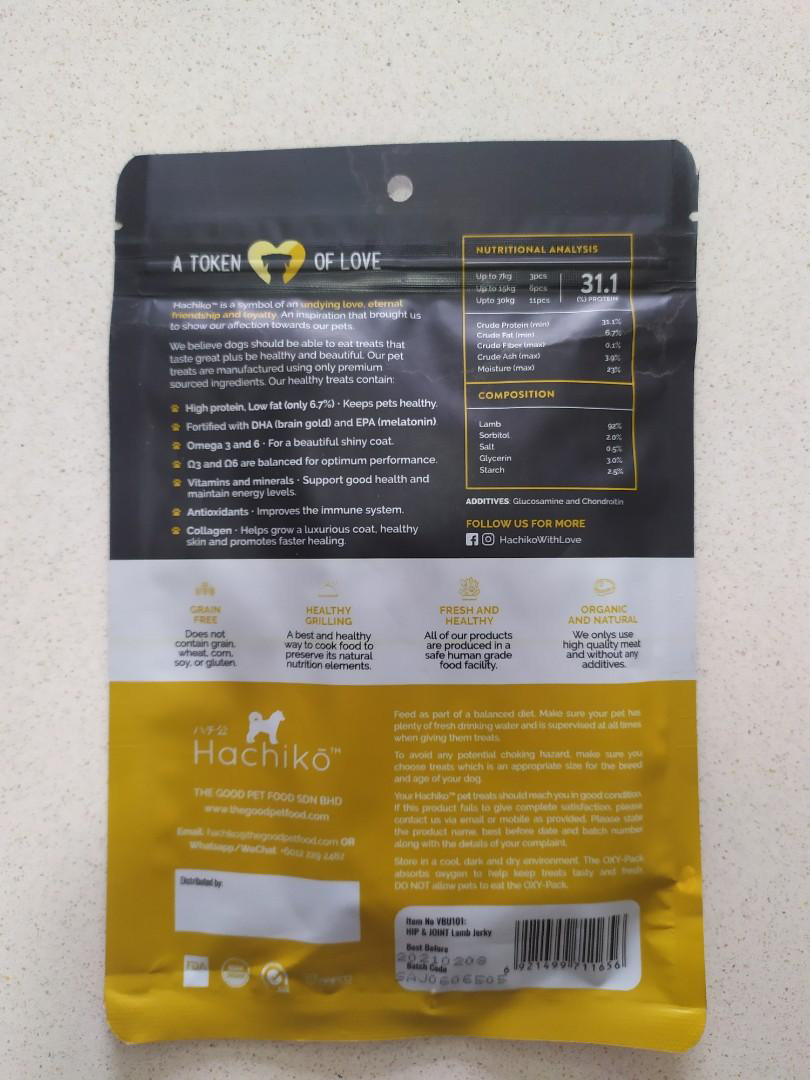 A TOKEN OF LOVE
Hachiko™ is a symbol of an undying love, eternal
friendship and loyalty. An inspiration that brought us
to show our affection towards our pets.
We believe dogs should be able to eat treats that
taste great plus be healthy and beautiful. Our pet
treats are manufactured using only premium
sourced ingredients. Our healthy treats contain:
High protein, Low fat (only 6.7%) · Keeps pets healthy.
Fortified with DHA (brain gold) and EPA (melatonin)
Omega 3 and 6 · For a beautiful shiny coat.
Ω3 and Ω6 are balanced for optimum performance.
Vitamins and minerals · Support good health and
maintain energy levels.
Antioxidants · Improves the immune system.
Collagen · Helps grow a luxurious coat, healthy
skin and promotes faster healing.
NUTRITIONAL ANALYSIS
Up to 7kg 3pcs
Up to 15kg 6pcs
Upto 30kg 11pcs
31.1
(%) PROTEIN
Crude Protein (min) 31.1%
Crude Fat (min) 6.7%
Crude Fiber (max) 0.1%
Crude Ash (max) 3.9%
Moisture (max) 23%
COMPOSITION
Lamb 92%
Sorbitol 2.0%
Salt 0.5%
Glycerin 3.0%
Starch 2.5%
ADDITIVES: Glucosamine and Chondroitin
FOLLOW US FOR MORE
HachikoWithLove
GRAIN
FREE
Does not
contain grain,
wheat, corn,
soy, or gluten.
HEALTHY
GRILLING
A best and healthy
way to cook food to
preserve its natural
nutrition elements.
FRESH AND
HEALTHY
All of our products
are produced in a
safe human grade
food facility.
ORGANIC
AND NATURAL
We onlys use
high quality meat
and without any
additives.
ハチ公
Hachikō™
THE GOOD PET FOOD SDN BHD
www.thegoodpetfood.com
Email: hachiko@thegoodpetfood.com OR
Whatsapp/WeChat +6012 229 2482
Distributed by:
FDA
Feed as part of a balanced diet. Make sure your pet has
plenty of fresh drinking water and is supervised at all times
when giving them treats.
To avoid any potential choking hazard, make sure you
choose treats which is an appropriate size for the breed
and age of your dog.
Your Hachiko™ pet treats should reach you in good condition.
If this product fails to give complete satisfaction, please
contact us via email or mobile as provided. Please state
the product name, best before date and batch number
along with the details of your complaint.
Store in a cool, dark and dry environment. The OXY-Pack
absorbs oxygen to help keep treats tasty and fresh.
DO NOT allow pets to eat the OXY-Pack.
Item No VBU101:
HIP & JOINT Lamb Jerky
Best Before
20210208
Batch Code
SAJ0606505
6 921499 711656